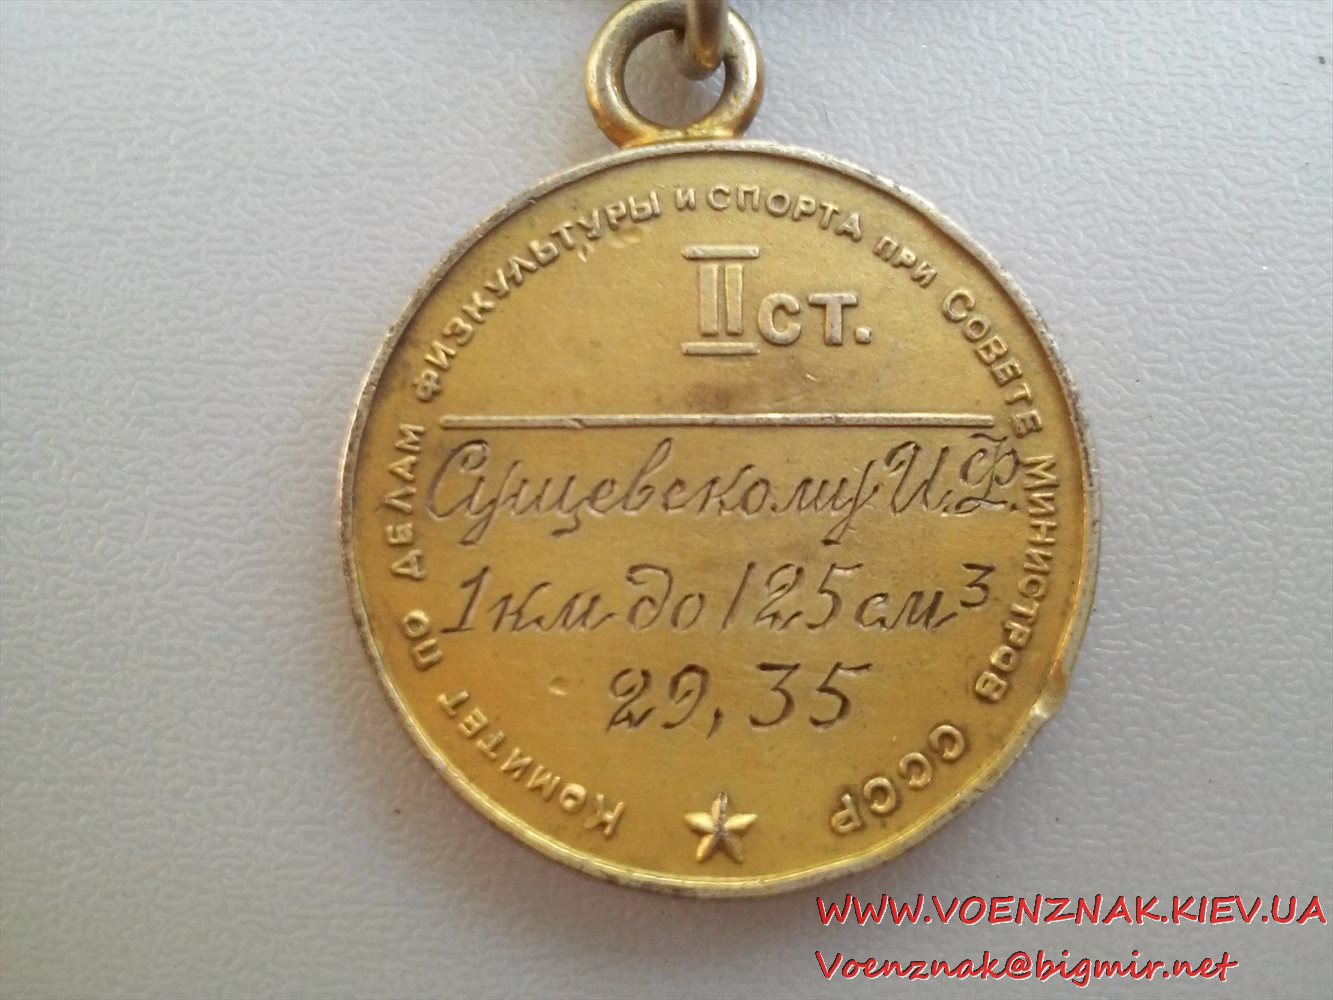 Комитет по делам физкультуры и спорта при Совете Министров СССР
II ст.
Сущевскому И.Ф.
1 км до 125 см³
29,35
WWW.VOENZNAK.KIEV.UA
Voenznak@bigmir.net